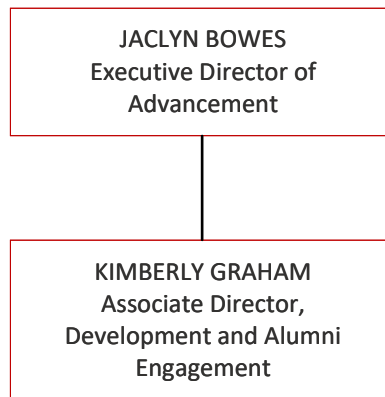 JACLYN BOWES
Executive Director of
Advancement
KIMBERLY GRAHAM
Associate Director,
Development and Alumni
Engagement